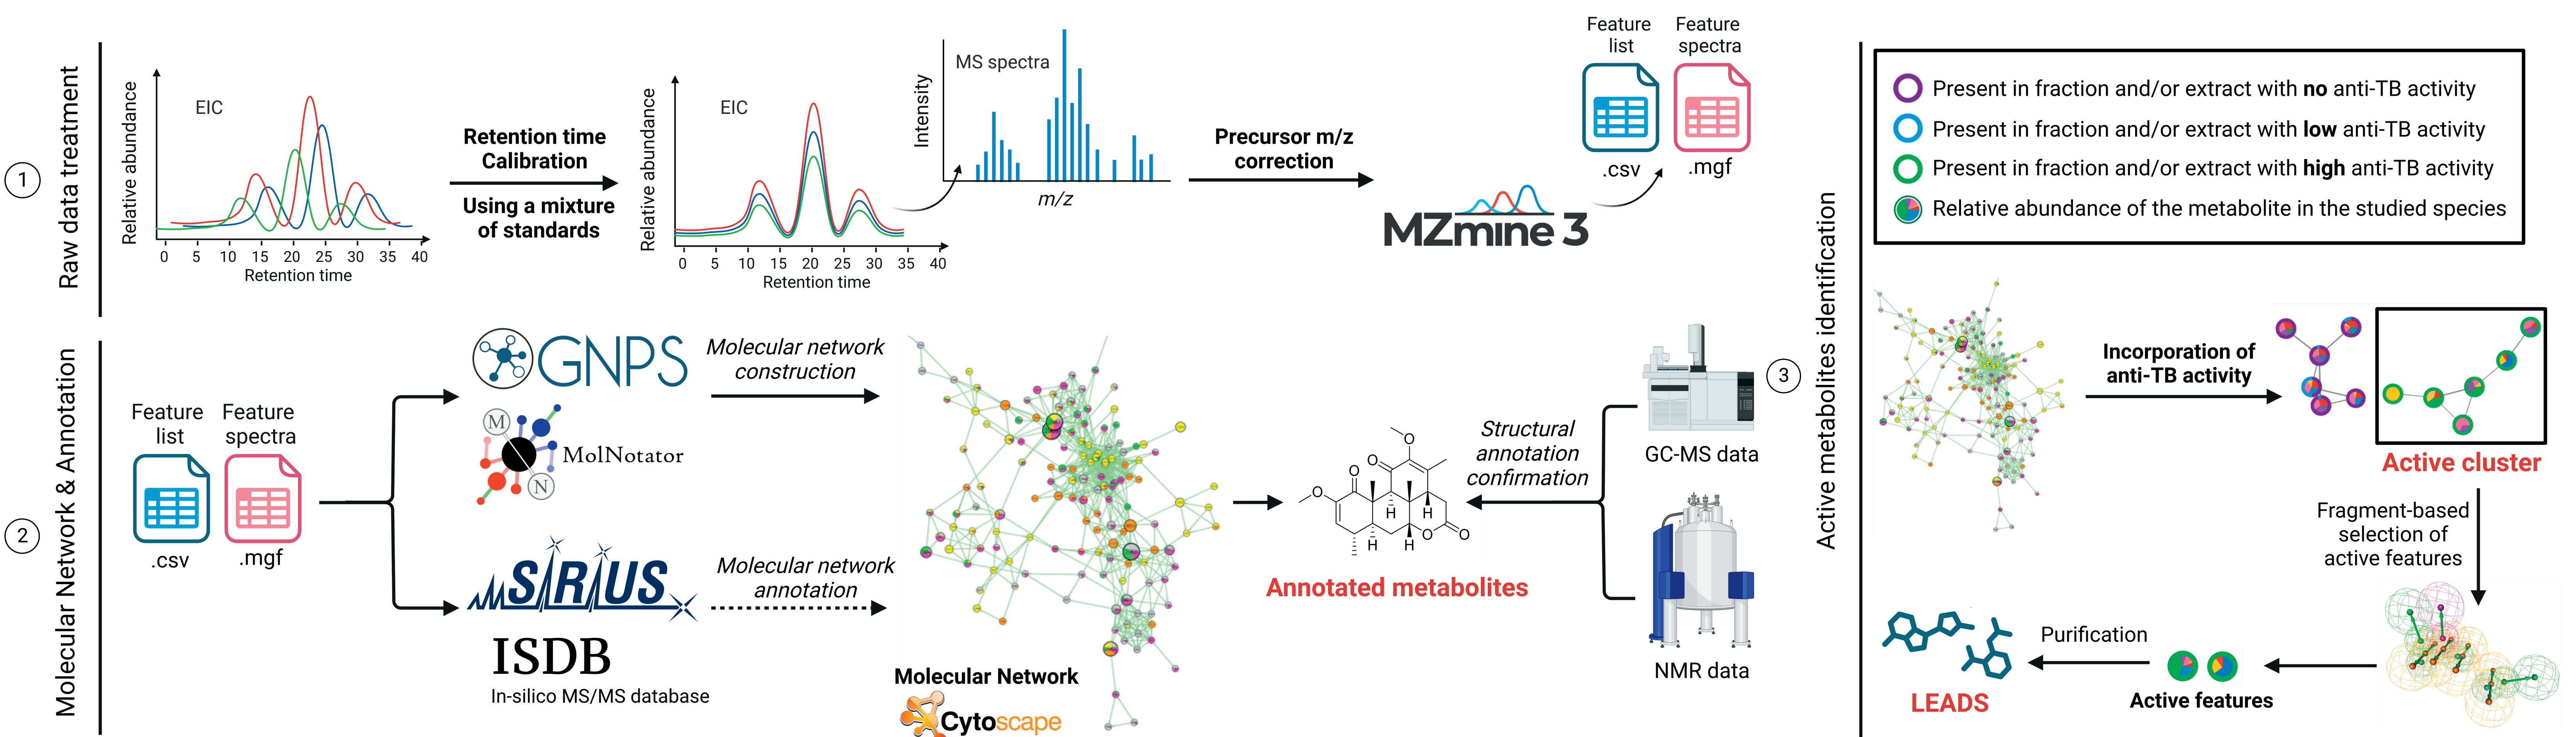 1
Raw data treatment
Relative abundance
EIC
0 5 10 15 20 25 30 35 40
Retention time
Retention time
Calibration
Using a mixture
of standards
Relative abundance
EIC
0 5 10 15 20 25 30 35 40
Retention time
Intensity
MS spectra
m/z
Precursor m/z
correction
MZmine 3
Feature
list
.csv
Feature
spectra
.mgf
2
Molecular Network & Annotation
Feature
list
.csv
Feature
spectra
.mgf
GNPS
M
MolNotator
N
Molecular network
construction
SIRIUS
ISDB
In-silico MS/MS database
Molecular network
annotation
Molecular Network
Cytoscape
O
O
O
O
H
H
H
H
O
O
Annotated metabolites
Structural
annotation
confirmation
GC-MS data
NMR data
3
Active metabolites identification
Present in fraction and/or extract with no anti-TB activity
Present in fraction and/or extract with low anti-TB activity
Present in fraction and/or extract with high anti-TB activity
Relative abundance of the metabolite in the studied species
Incorporation of
anti-TB activity
Active cluster
Fragment-based
selection of
active features
Active features
Purification
LEADS